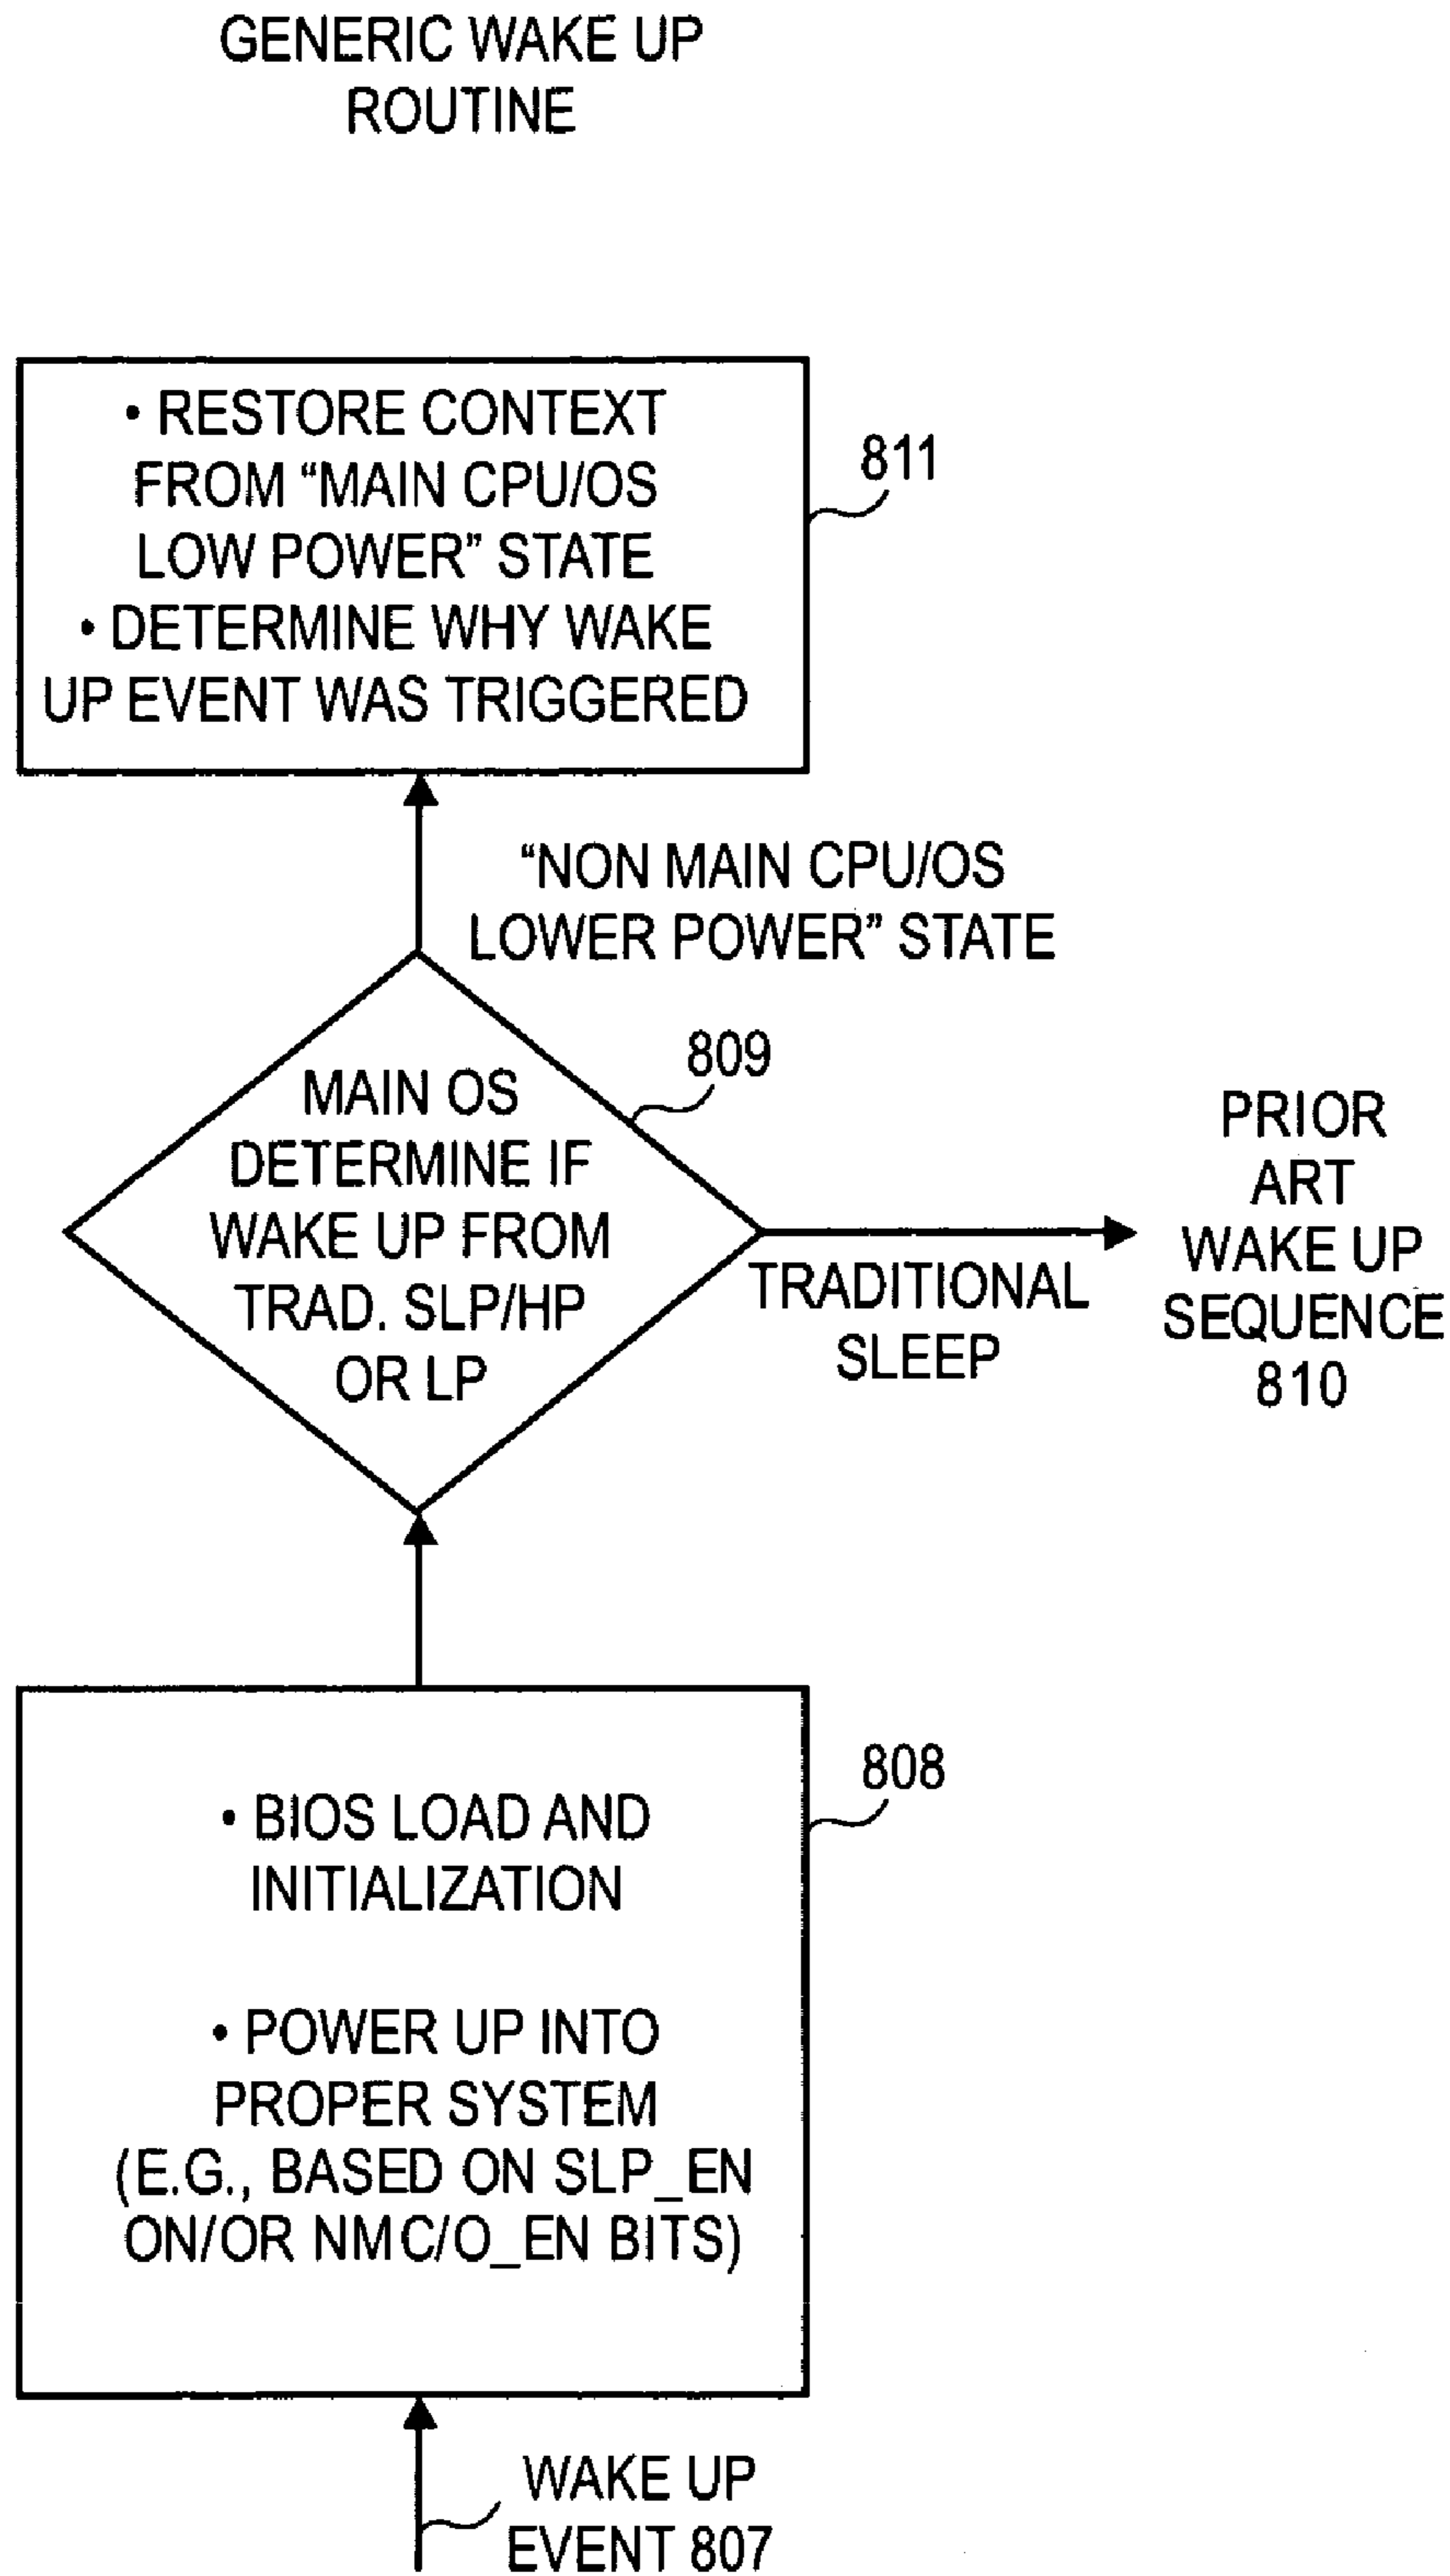 GENERIC WAKE UP
ROUTINE
• RESTORE CONTEXT
FROM “MAIN CPU/OS
LOW POWER” STATE
• DETERMINE WHY WAKE
UP EVENT WAS TRIGGERED
811
“NON MAIN CPU/OS
LOWER POWER” STATE
809
MAIN OS
DETERMINE IF
WAKE UP FROM
TRAD. SLP/HP
OR LP
TRADITIONAL
SLEEP
PRIOR
ART
WAKE UP
SEQUENCE
810
808
• BIOS LOAD AND
INITIALIZATION
• POWER UP INTO
PROPER SYSTEM
(E.G., BASED ON SLP_EN
ON/OR NMC/O_EN BITS)
WAKE UP
EVENT 807